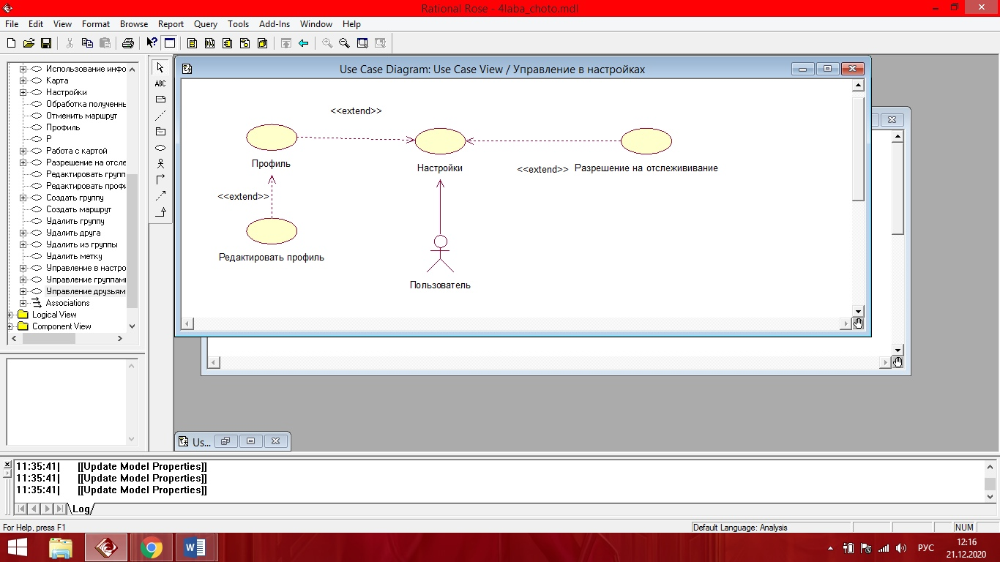 Rational Rose - 4laba_choto.mdl
File Edit View Format Browse Report Query Tools Add-Ins Window Help
Использование инфо
Карта
Настройки
Обработка полученнь
Отменить маршрут
Профиль
Р
Работа с картой
Разрешение на отсле
Редактировать групп
Редактировать профи
Создать группу
Создать маршрут
Удалить группу
Удалить друга
Удалить из группы
Удалить метку
Управление в настро
Управление группами
Управление друзьям
Associations
Logical View
Component View
ABC
Use Case Diagram: Use Case View / Управление в настройках
<<extend>>
Профиль
Настройки
<<extend>> Разрешение на отслежививание
<<extend>>
Редактировать профиль
Пользователь
Us...
11:35:41| [[Update Model Properties]]
11:35:41| [[Update Model Properties]]
11:35:41| [[Update Model Properties]]
Log
For Help, press F1
Default Language: Analysis
NUM
РУС
12:16
21.12.2020